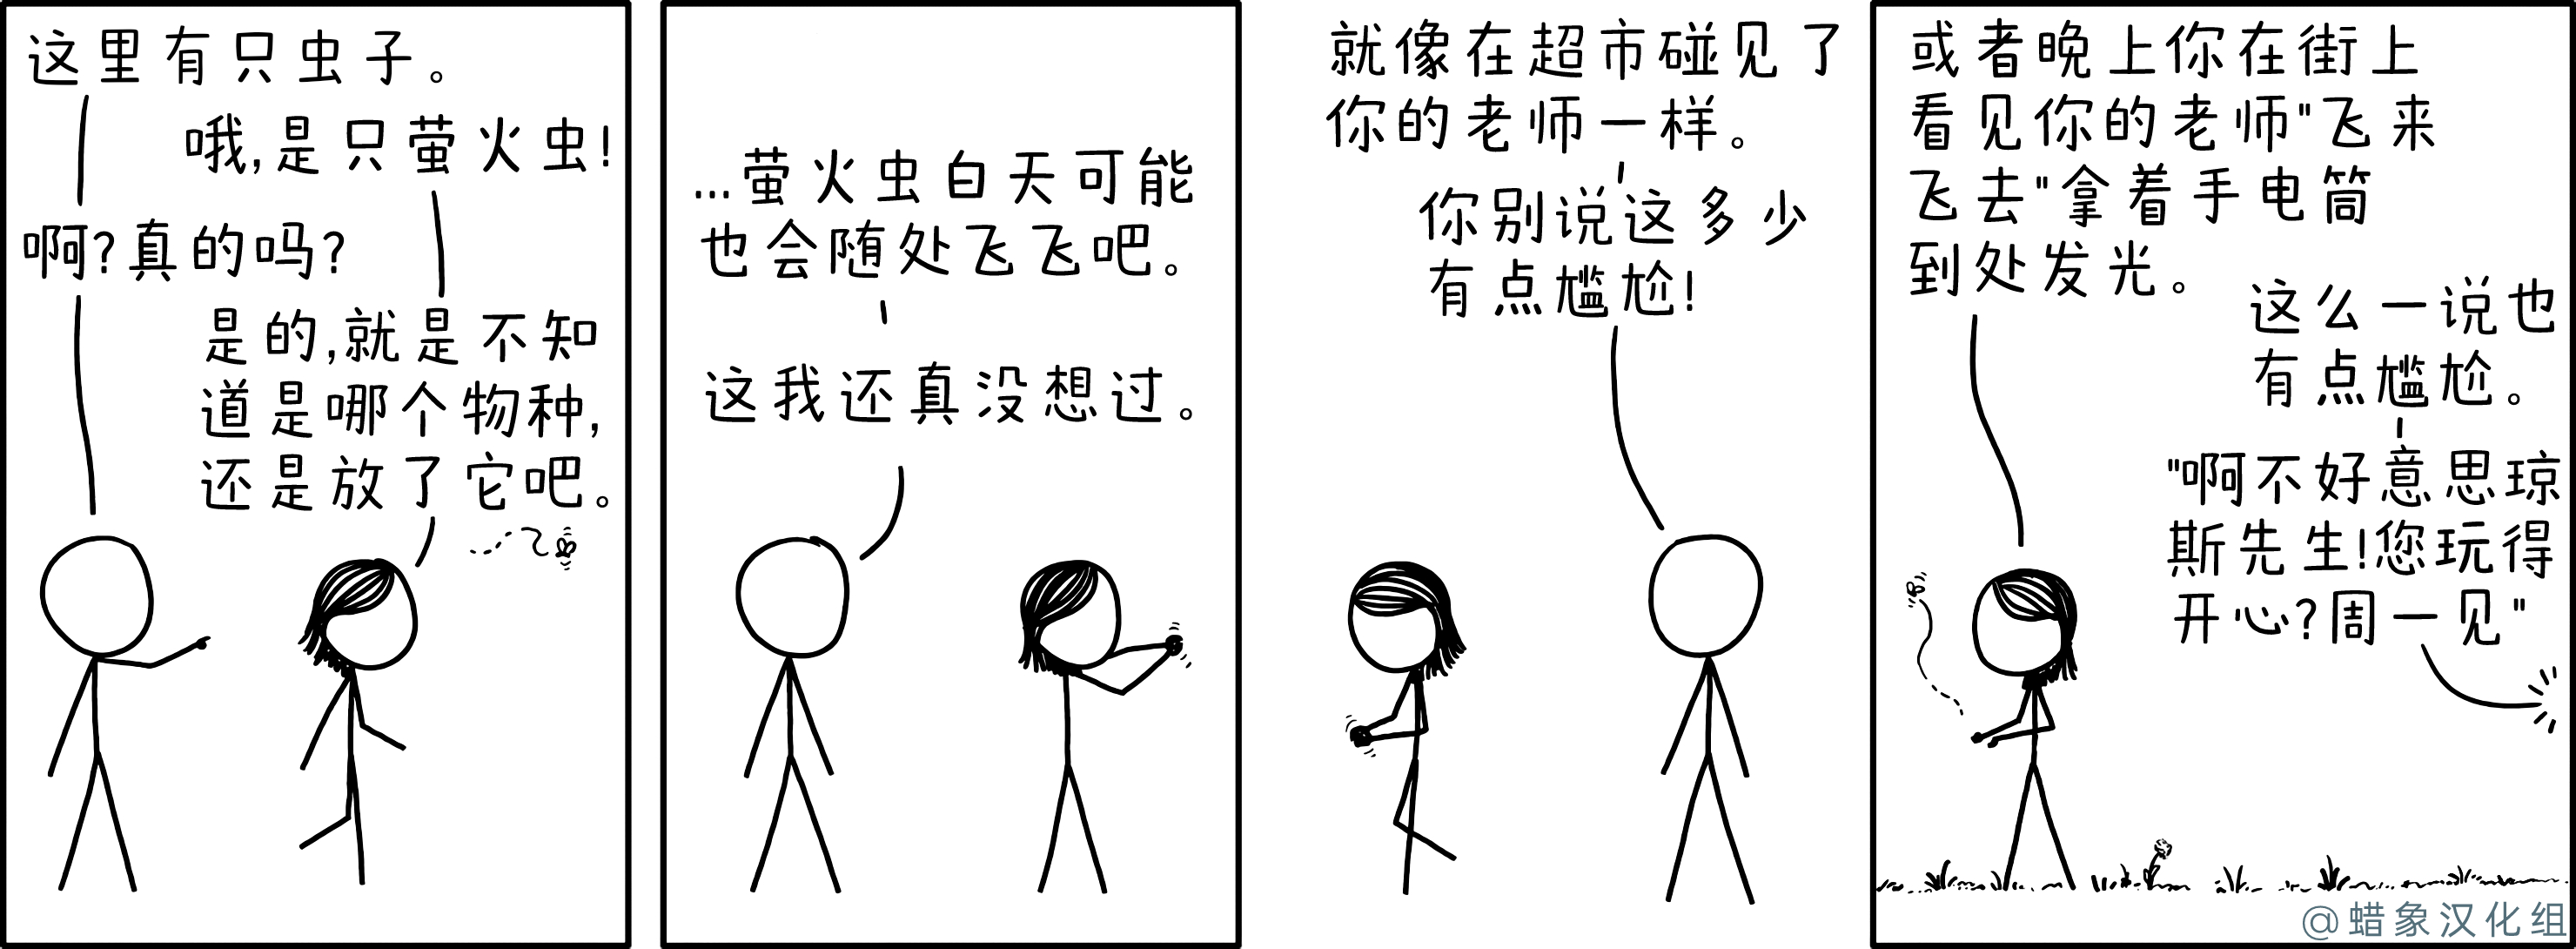 这里有只虫子。
哦,是只萤火虫!
啊?真的吗?
是的,就是不知
道是哪个物种,
还是放了它吧。
...萤火虫白天可能
也会随处飞飞吧。
这我还真没想过。
就像在超市碰见了
你的老师一样。
你别说这多少
有点尴尬!
或者晚上你在街上
看见你的老师"飞来
飞去"拿着手电筒
到处发光。
这么一说也
有点尴尬。
"啊不好意思琼
斯先生!您玩得
开心?周一见"
@蜡象汉化组